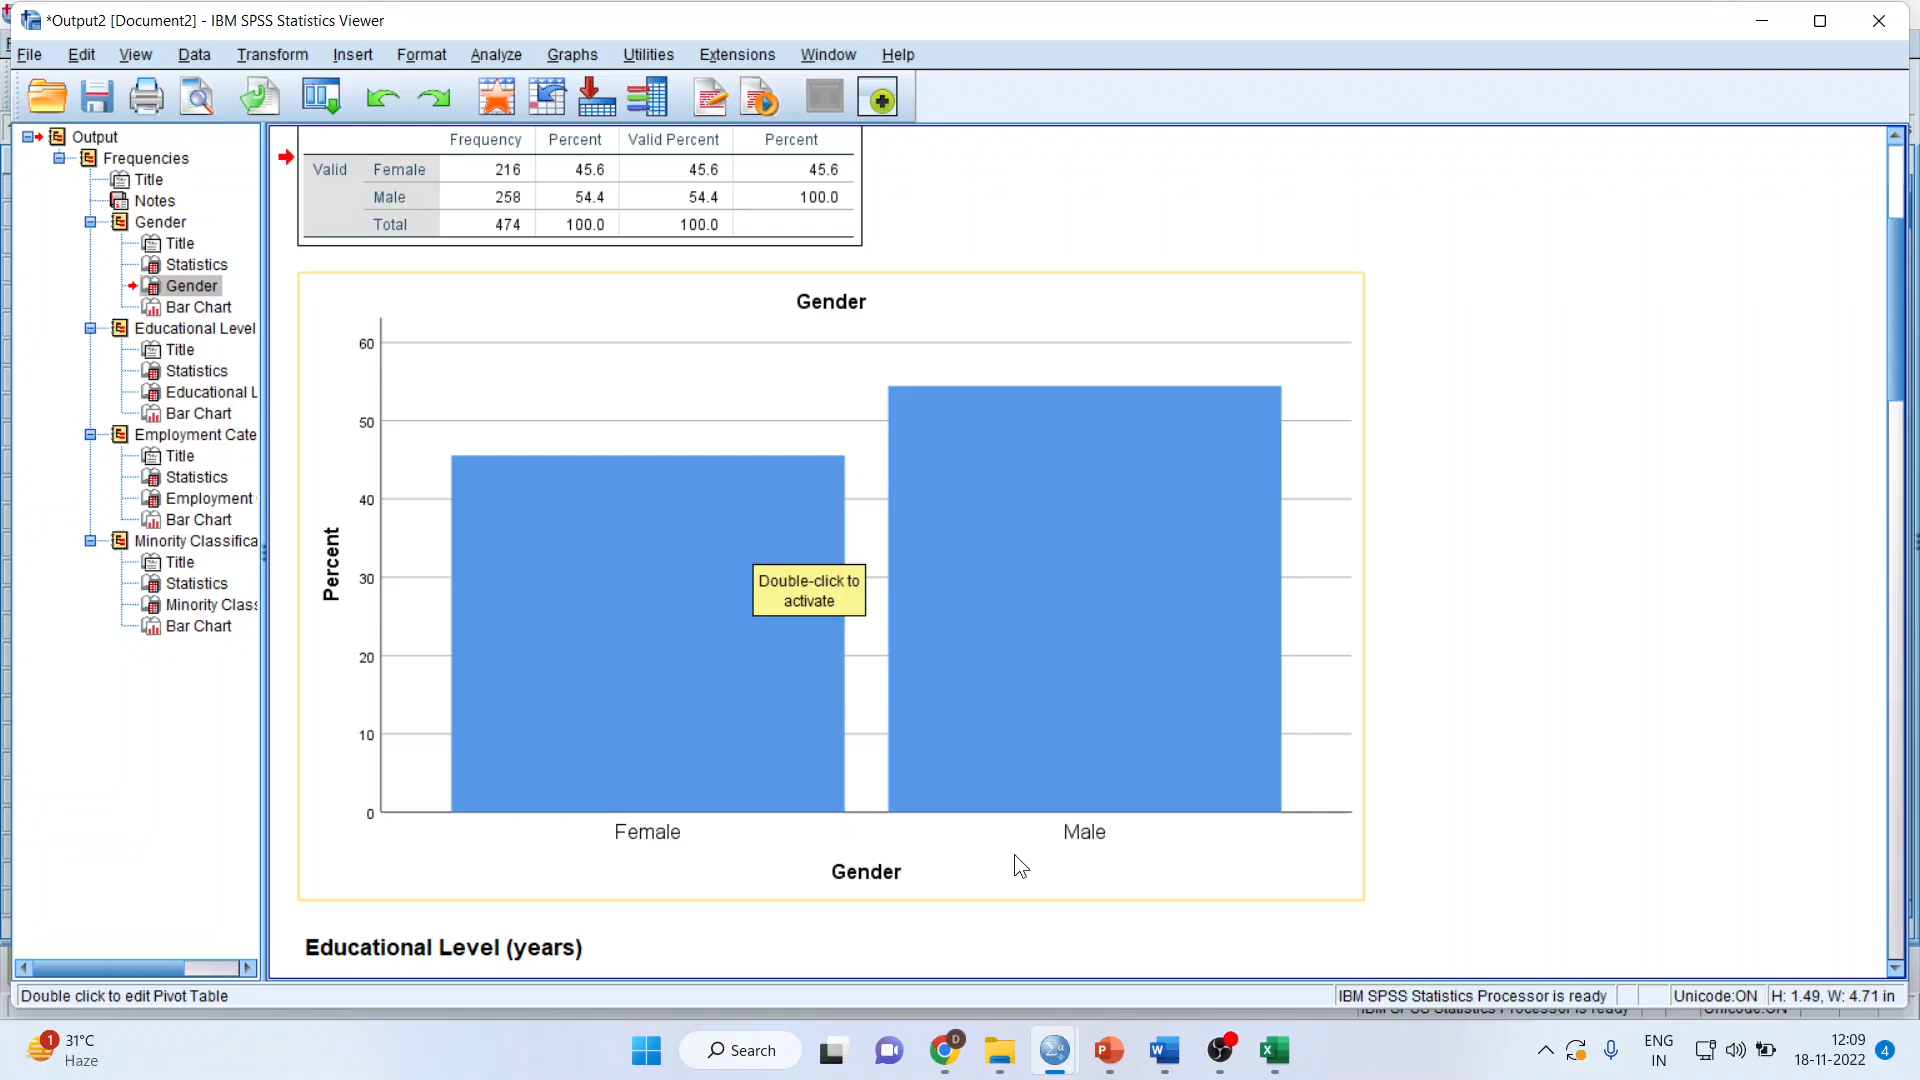 *Output2 [Document2] - IBM SPSS Statistics Viewer
File Edit View Data Transform Insert Format Analyze Graphs Utilities Extensions Window Help
Output
Frequencies
Title
Notes
Gender
Title
Statistics
Gender
Bar Chart
Educational Level
Title
Statistics
Educational L
Bar Chart
Employment Cate
Title
Statistics
Employment
Bar Chart
Minority Classifica
Title
Statistics
Minority Clas
Bar Chart
Frequency Percent Valid Percent Percent
Valid Female 216 45.6 45.6 45.6
Male 258 54.4 54.4 100.0
Total 474 100.0 100.0
Gender
60
50
40
30
20
10
0
Percent
Double-click to
activate
Female Male
Gender
Educational Level (years)
Double click to edit Pivot Table
IBM SPSS Statistics Processor is ready Unicode:ON H: 1.49, W: 4.71 in
1 31°C
Haze
Search
D
ENG
IN
12:09
18-11-2022
4